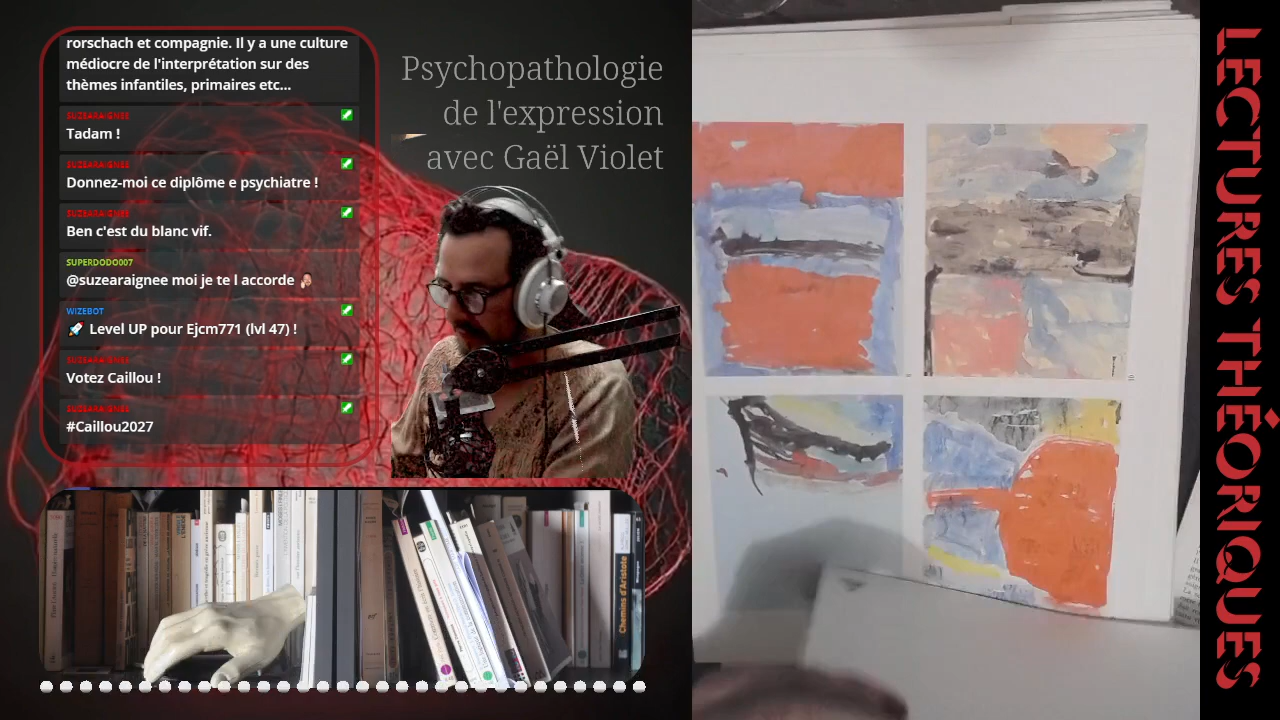 rorschach et compagnie. Il y a une culture
médiocre de l'interprétation sur des
thèmes infantiles, primaires etc...
SUZEARAIGNEE
Tadam !
SUZEARAIGNEE
Donnez-moi ce diplôme e psychiatre !
SUZEARAIGNEE
Ben c'est du blanc vif.
SUPERDODO007
@suzearaignee moi je te l accorde
WIZEBOT
Level UP pour Ejcm771 (lvl 47) !
SUZEARAIGNEE
Votez Caillou !
SUZEARAIGNEE
#Caillou2027
Psychopathologie
de l'expression
avec Gaël Violet
Chemins d'Aristote
LECTURES THÉORIQUES